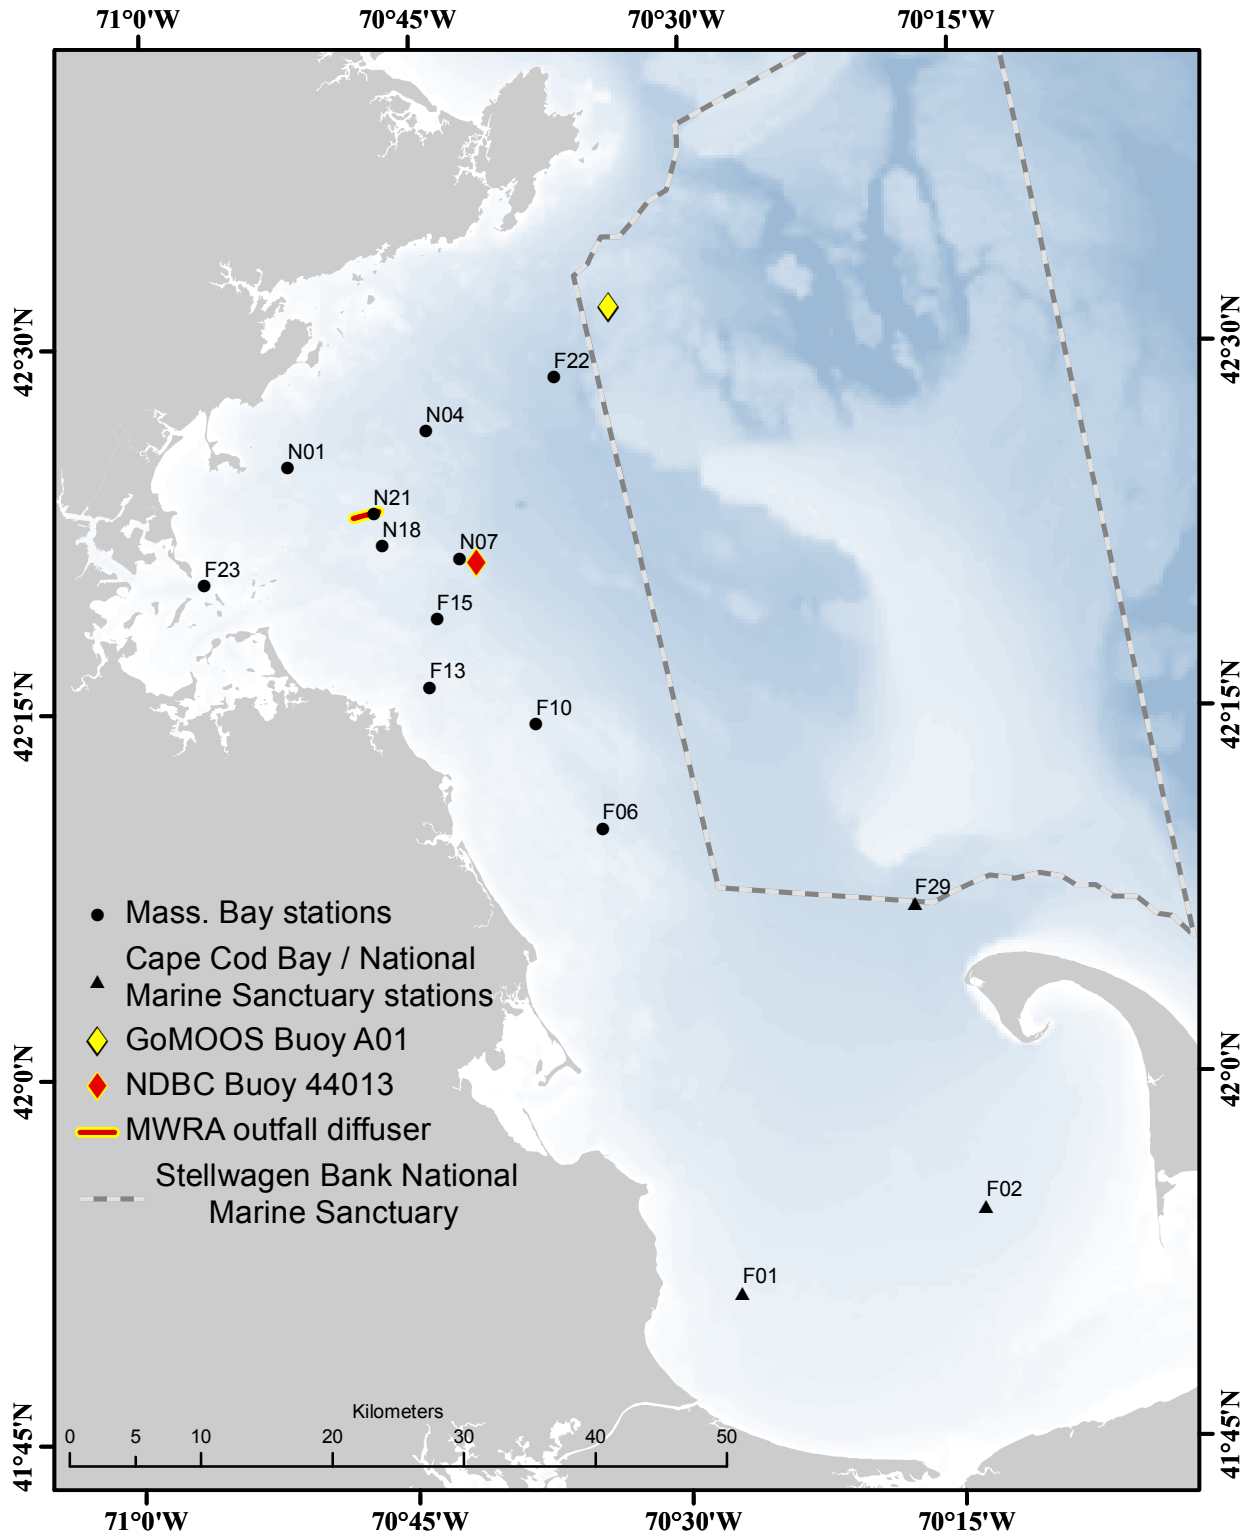 71°0'W 70°45'W 70°30'W 70°15'W
42°30'N 42°30'N
F22
N04
N01
N21
N18
N07
F23
F15
F13
42°15'N 42°15'N
F10
F06
F29
Mass. Bay stations
Cape Cod Bay / National
Marine Sanctuary stations
GoMOOS Buoy A01
42°0'N 42°0'N
NDBC Buoy 44013
MWRA outfall diffuser
Stellwagen Bank National
Marine Sanctuary
F02
F01
Kilometers
0 5 10 20 30 40 50
41°45'N 41°45'N
71°0'W 70°45'W 70°30'W 70°15'W